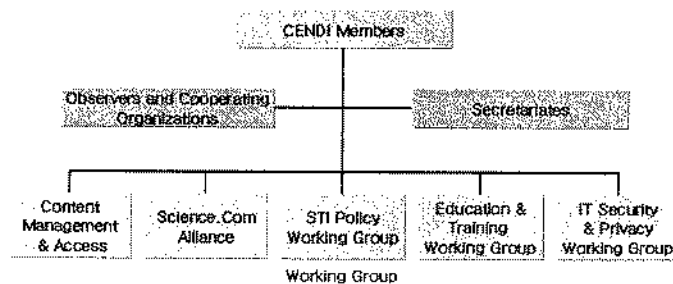 CENDI Members
Observers and Cooperating
Organizations
Secretariates
Content
Management
& Access
Science.Com
Alliance
STI Policy
Working Group
Education &
Training
Working Group
IT Security
& Privacy
Working Group
Working Group